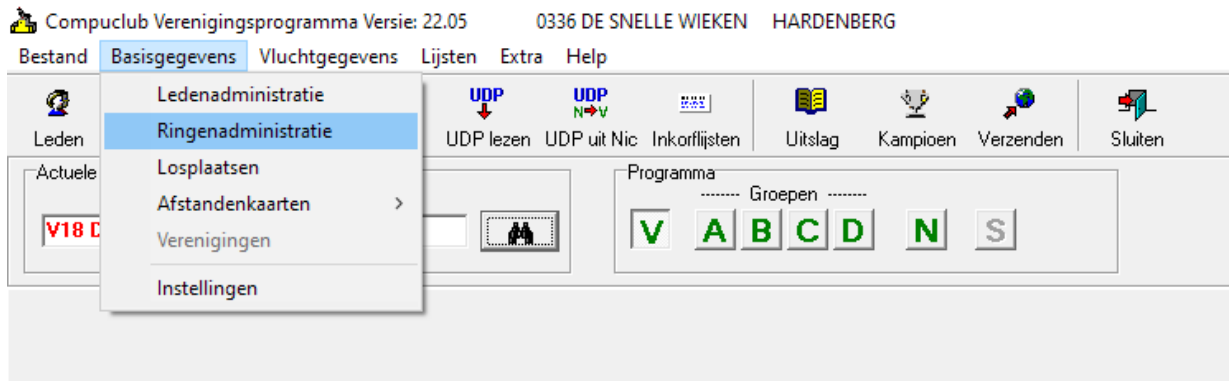 Compuclub Verenigingsprogramma Versie: 22.05 0336 DE SNELLE WIEKEN HARDENBERG
Bestand Basisgegevens Vluchtgegevens Lijsten Extra Help
Leden UDP lezen UDP uit Nic Inkorflijsten Uitslag Kampioen Verzenden Sluiten
UDP UDP N➔V
Ledenadministratie
Ringenadministratie
Losplaatsen
Afstandenkaarten >
Verenigingen
Instellingen
Actuele
V18 D
Programma
-------- Groepen --------
V A B C D N S